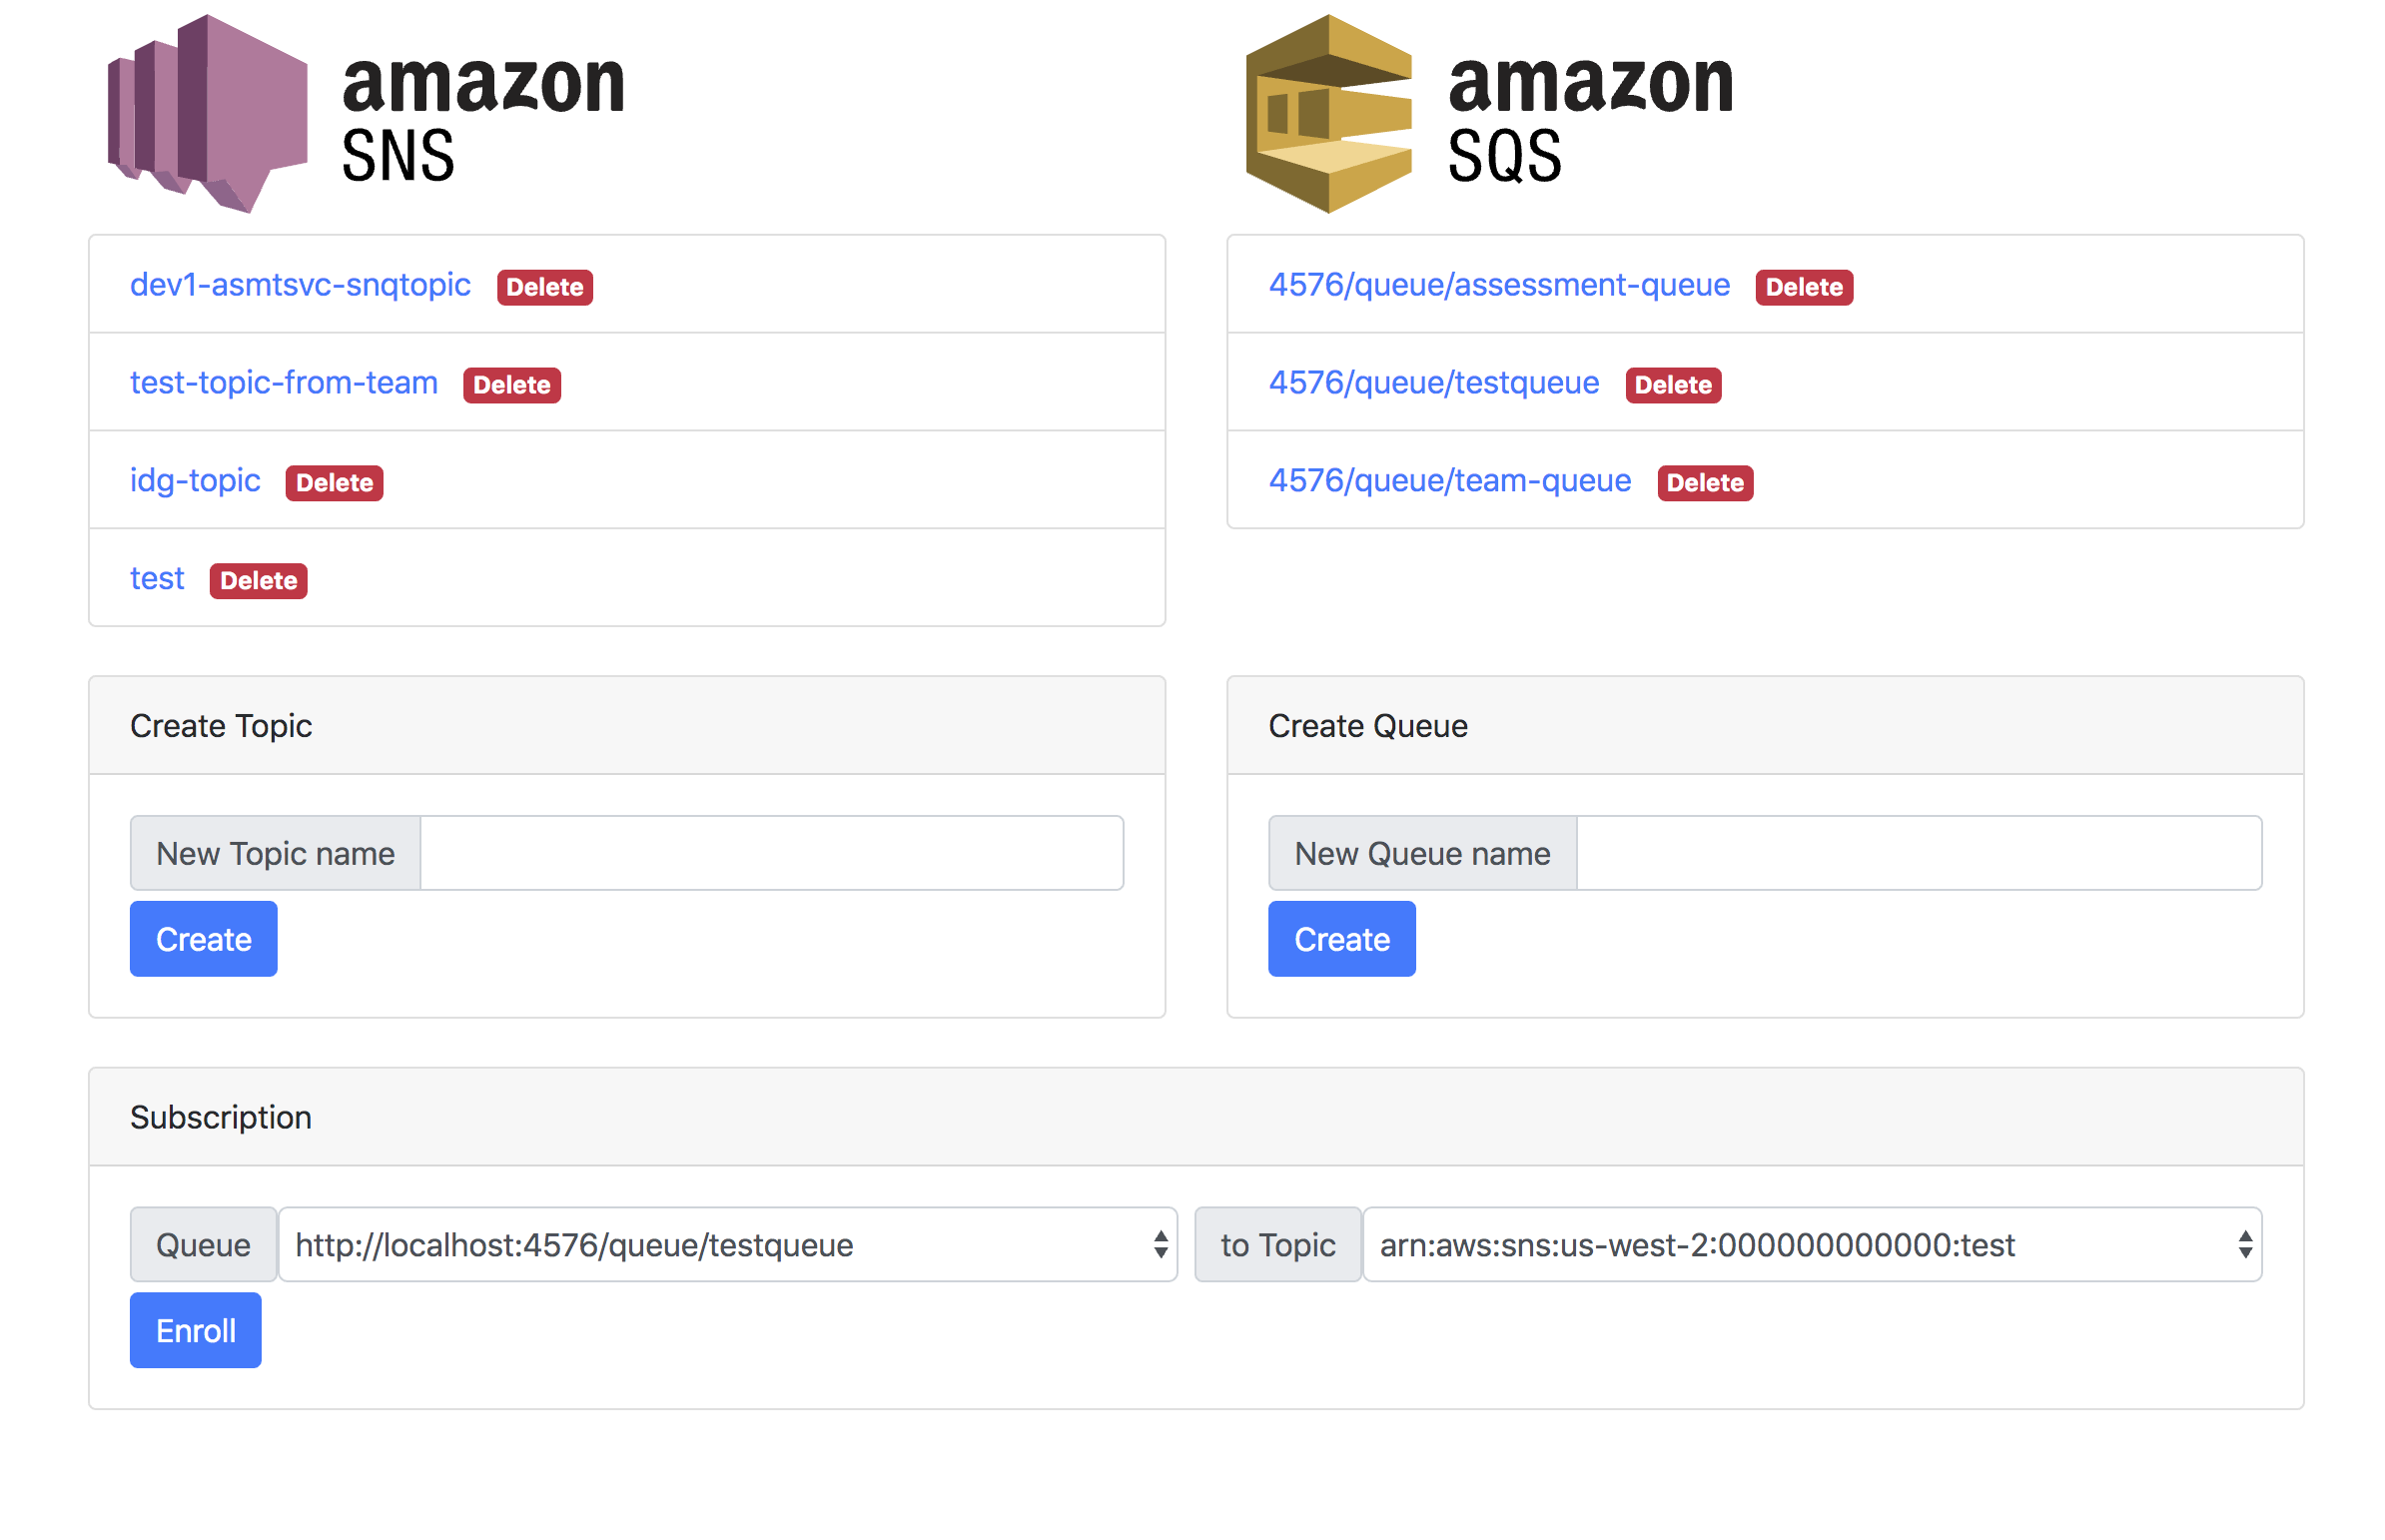 amazon
SNS
dev1-asmtsvc-snqtopic Delete
test-topic-from-team Delete
idg-topic Delete
test Delete
amazon
SQS
4576/queue/assessment-queue Delete
4576/queue/testqueue Delete
4576/queue/team-queue Delete
Create Topic
New Topic name
Create
Create Queue
New Queue name
Create
Subscription
Queue http://localhost:4576/queue/testqueue to Topic arn:aws:sns:us-west-2:000000000000:test
Enroll